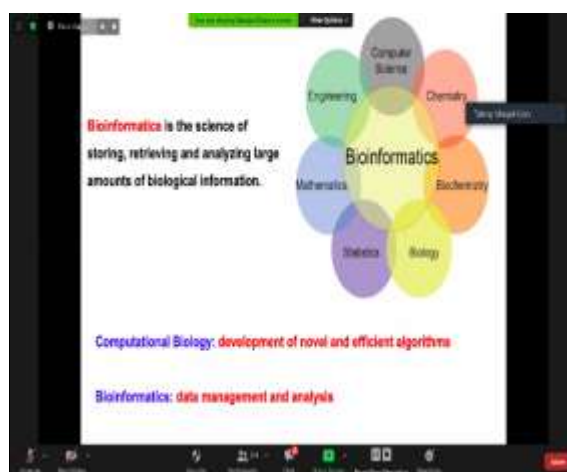 Bioinformatics is the science of
storing, retrieving and analyzing large
amounts of biological information.
Computer
Science
Engineering
Chemistry
Bioinformatics
Mathematics
Biochemistry
Statistics
Biology
Computational Biology: development of novel and efficient algorithms
Bioinformatics: data management and analysis